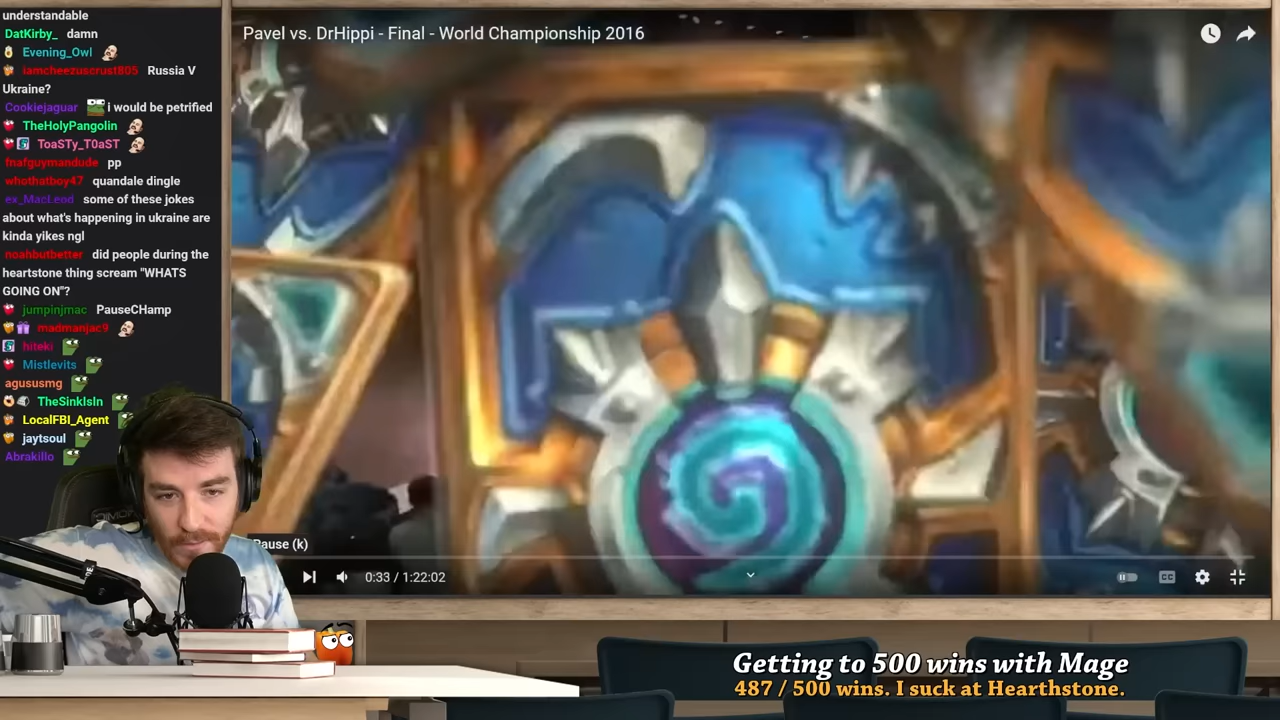 understandable
DatKirby_ damn
Evening_Owl
iamcheezuscrust805 Russia V
Ukraine?
Cookiejaguar i would be petrified
TheHolyPangolin
ToaSTy_T0aST
fnafguymandude pp
whothatboy47 quandale dingle
ex_MacLeod some of these jokes
about what's happening in ukraine are
kinda yikes ngl
noahbutbetter did people during the
heartstone thing scream "WHATS
GOING ON"?
jumpinjmac PauseCHamp
madmanjac9
hiteki
Mistlevits
agususmg
TheSinkIsIn
LocalFBI_Agent
jaytsoul
Abrakillo
Pavel vs. DrHippi - Final - World Championship 2016
Pause (k)
0:33 / 1:22:02
CC
Getting to 500 wins with Mage
487 / 500 wins. I suck at Hearthstone.